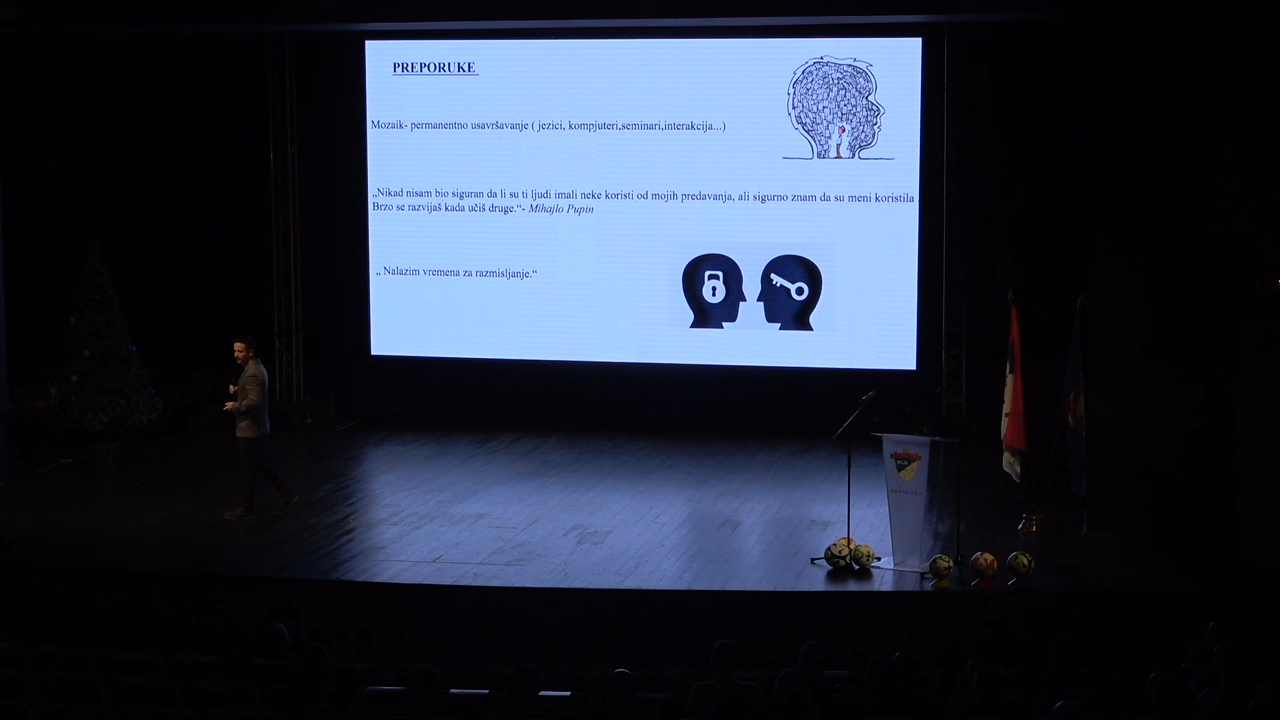 PREPORUKE
Mozaik- permanentno usavršavanje ( jezici, kompjuteri,seminari,interakcija...)
„Nikad nisam bio siguran da li su ti ljudi imali neke koristi od mojih predavanja, ali sigurno znam da su meni koristila
Brzo se razvijaš kada učiš druge.“- Mihajlo Pupin
„ Nalazim vremena za razmisljanje.“